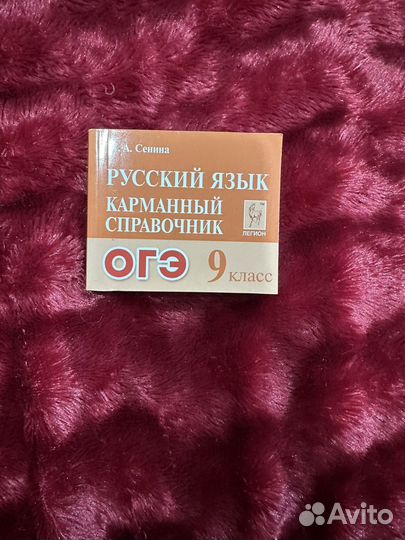 А. Сенина
РУССКИЙ ЯЗЫК
КАРМАННЫЙ
СПРАВОЧНИК
ЛЕГИОН
ОГЭ 9 класс
Avito